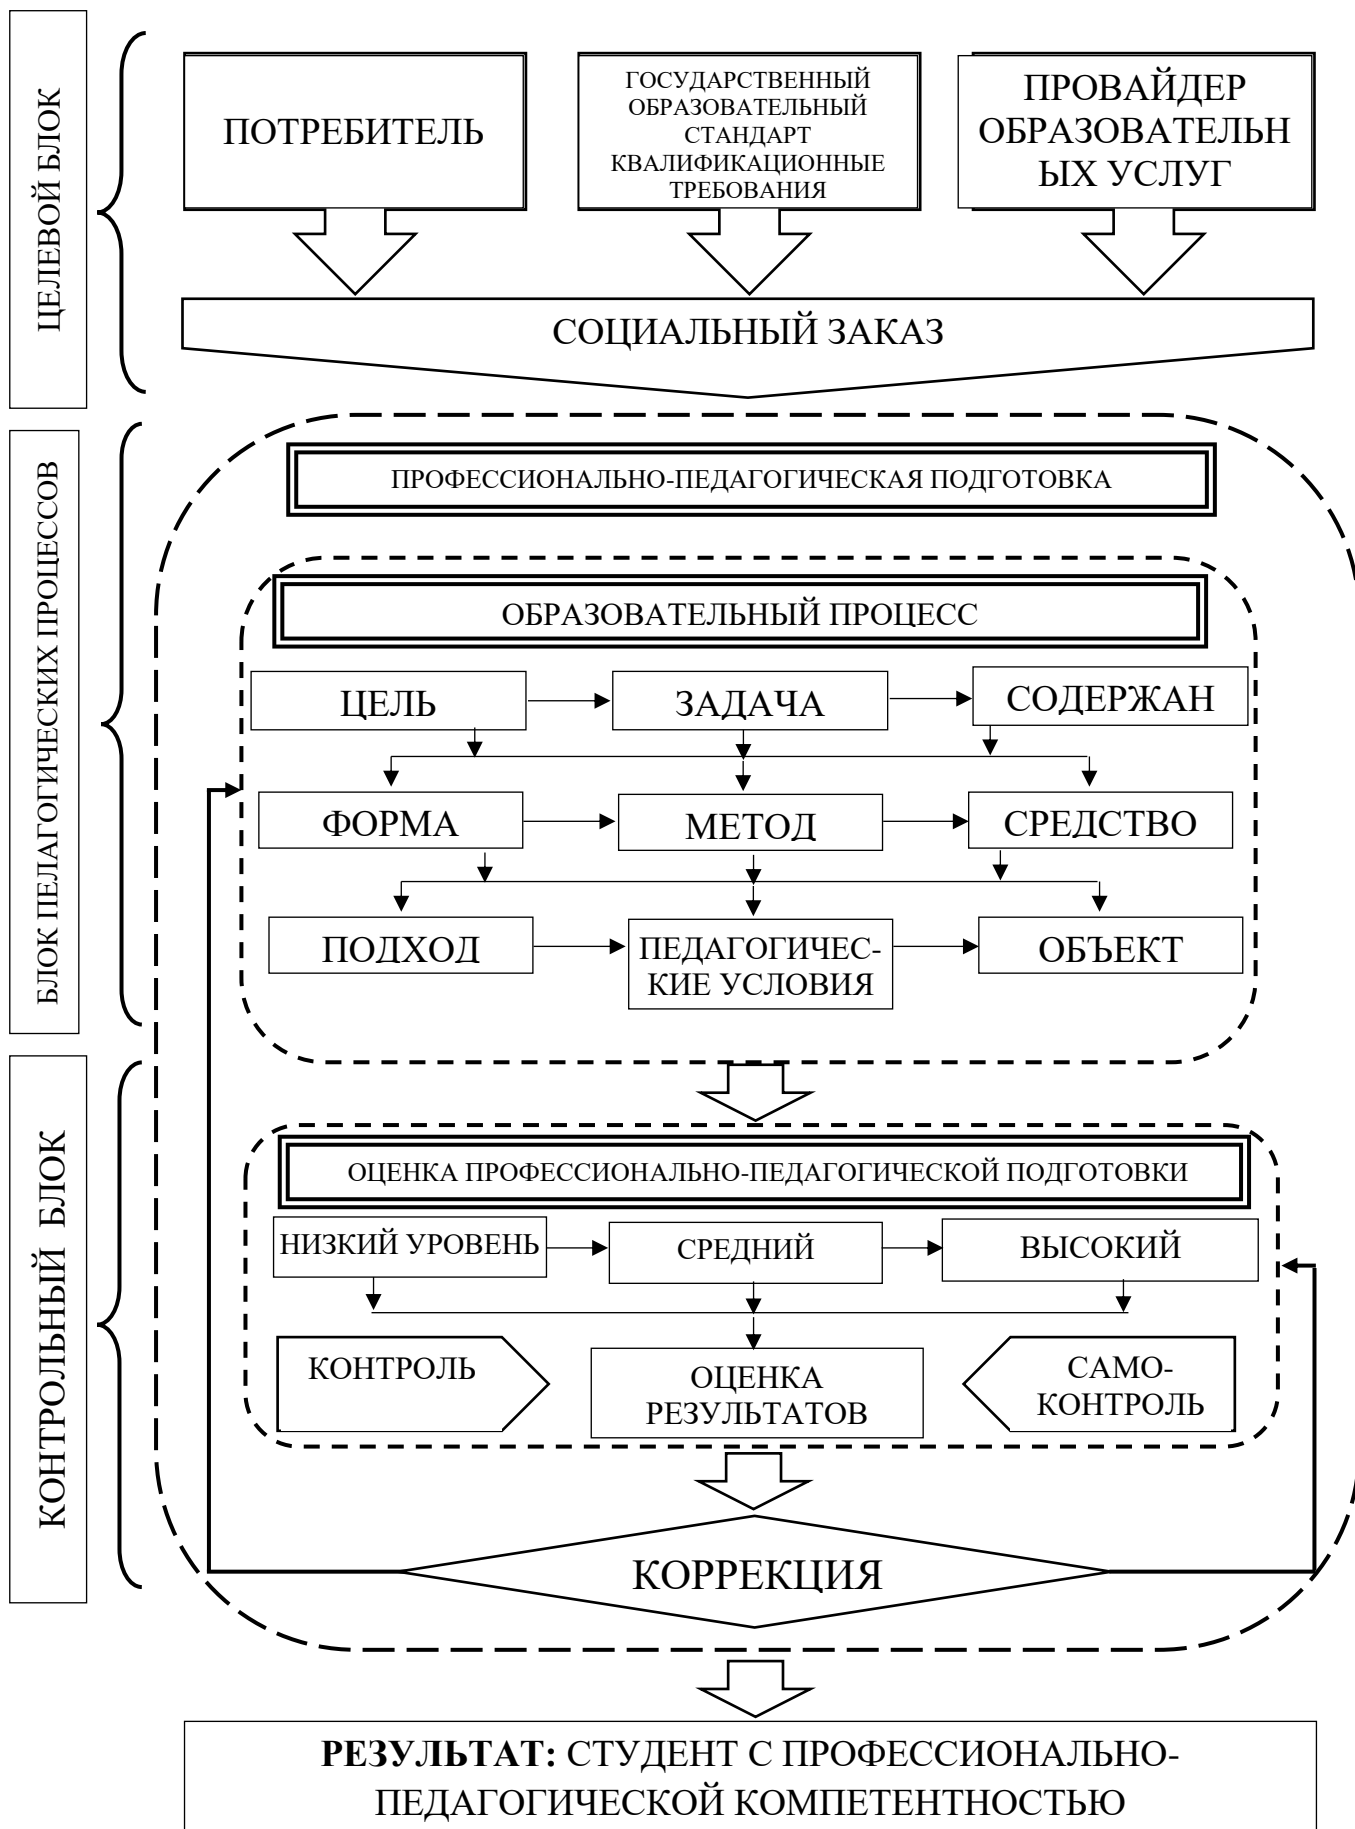 ЦЕЛЕВОЙ БЛОК
ПОТРЕБИТЕЛЬ
ГОСУДАРСТВЕННЫЙ
ОБРАЗОВАТЕЛЬНЫЙ
СТАНДАРТ
КВАЛИФИКАЦИОННЫЕ
ТРЕБОВАНИЯ
ПРОВАЙДЕР
ОБРАЗОВАТЕЛЬН
ЫХ УСЛУГ
СОЦИАЛЬНЫЙ ЗАКАЗ
БЛОК ПЕЛАГОГИЧЕСКИХ ПРОЦЕССОВ
ПРОФЕССИОНАЛЬНО-ПЕДАГОГИЧЕСКАЯ ПОДГОТОВКА
ОБРАЗОВАТЕЛЬНЫЙ ПРОЦЕСС
ЦЕЛЬ
ЗАДАЧА
СОДЕРЖАН
ФОРМА
МЕТОД
СРЕДСТВО
ПОДХОД
ПЕДАГОГИЧЕС-
КИЕ УСЛОВИЯ
ОБЪЕКТ
КОНТРОЛЬНЫЙ БЛОК
ОЦЕНКА ПРОФЕССИОНАЛЬНО-ПЕДАГОГИЧЕСКОЙ ПОДГОТОВКИ
НИЗКИЙ УРОВЕНЬ
СРЕДНИЙ
ВЫСОКИЙ
КОНТРОЛЬ
ОЦЕНКА
РЕЗУЛЬТАТОВ
САМО-
КОНТРОЛЬ
КОРРЕКЦИЯ
РЕЗУЛЬТАТ: СТУДЕНТ С ПРОФЕССИОНАЛЬНО-
ПЕДАГОГИЧЕСКОЙ КОМПЕТЕНТНОСТЬЮ